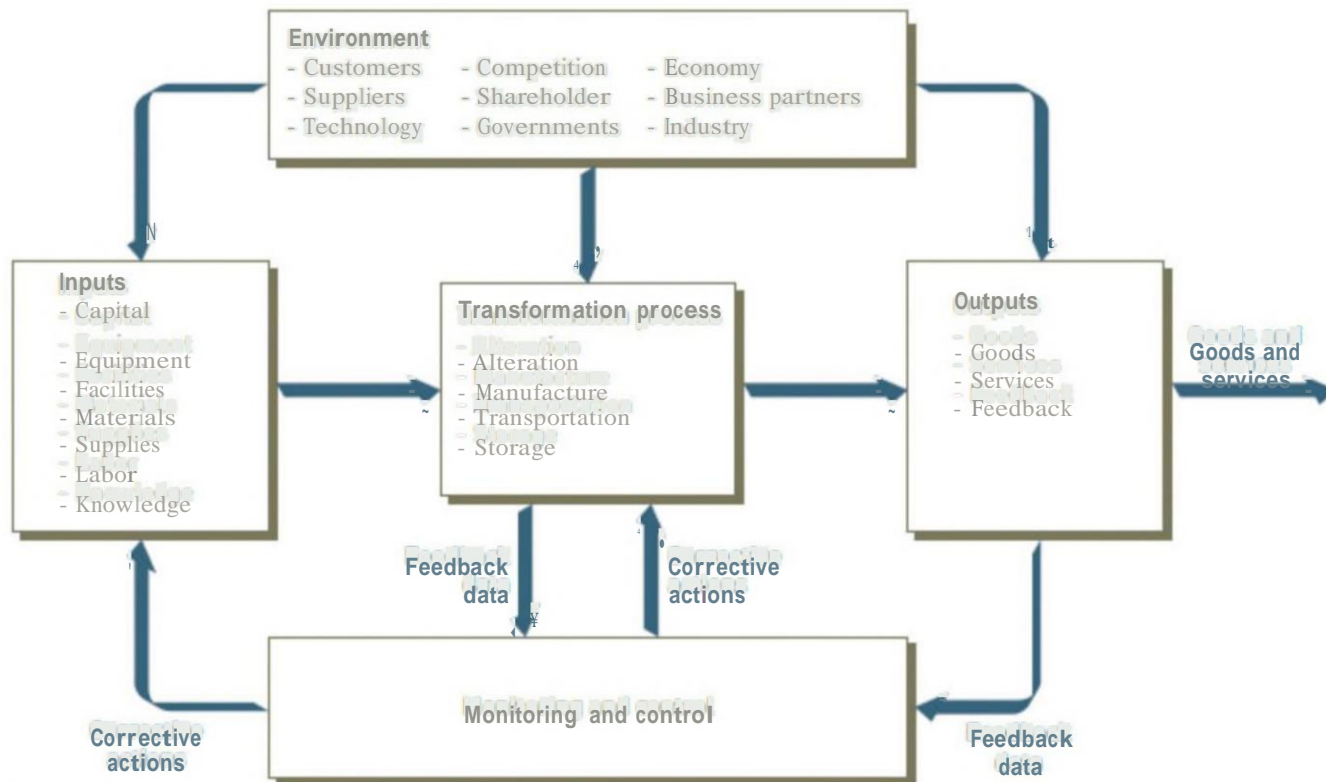 Environment
- Customers - Competition - Economy
- Suppliers - Shareholder - Business partners
- Technology - Governments - Industry
Inputs
- Capital
- Equipment
- Facilities
- Materials
- Supplies
- Labor
- Knowledge
Transformation process
- Alteration
- Manufacture
- Transportation
- Storage
Outputs
- Goods
- Services
- Feedback
Goods and
services
Feedback
data
Corrective
actions
Monitoring and control
Corrective
actions
Feedback
data